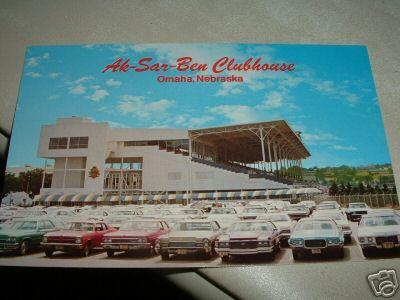 Ak-Sar-Ben Clubhouse
Omaha, Nebraska